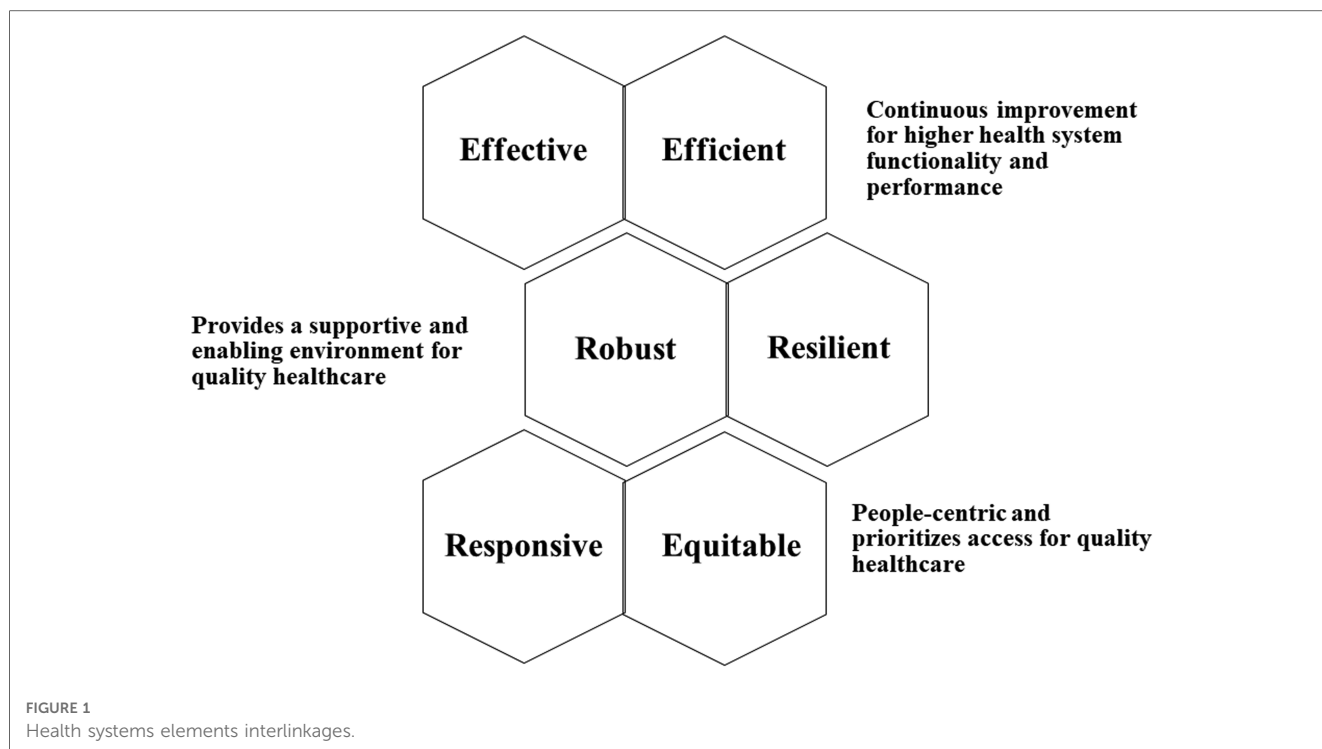 Effective
Efficient
Continuous improvement
for higher health system
functionality and
performance
Provides a supportive and
enabling environment for
quality healthcare
Robust
Resilient
Responsive
Equitable
People-centric and
prioritizes access for quality
healthcare
FIGURE 1
Health systems elements interlinkages.